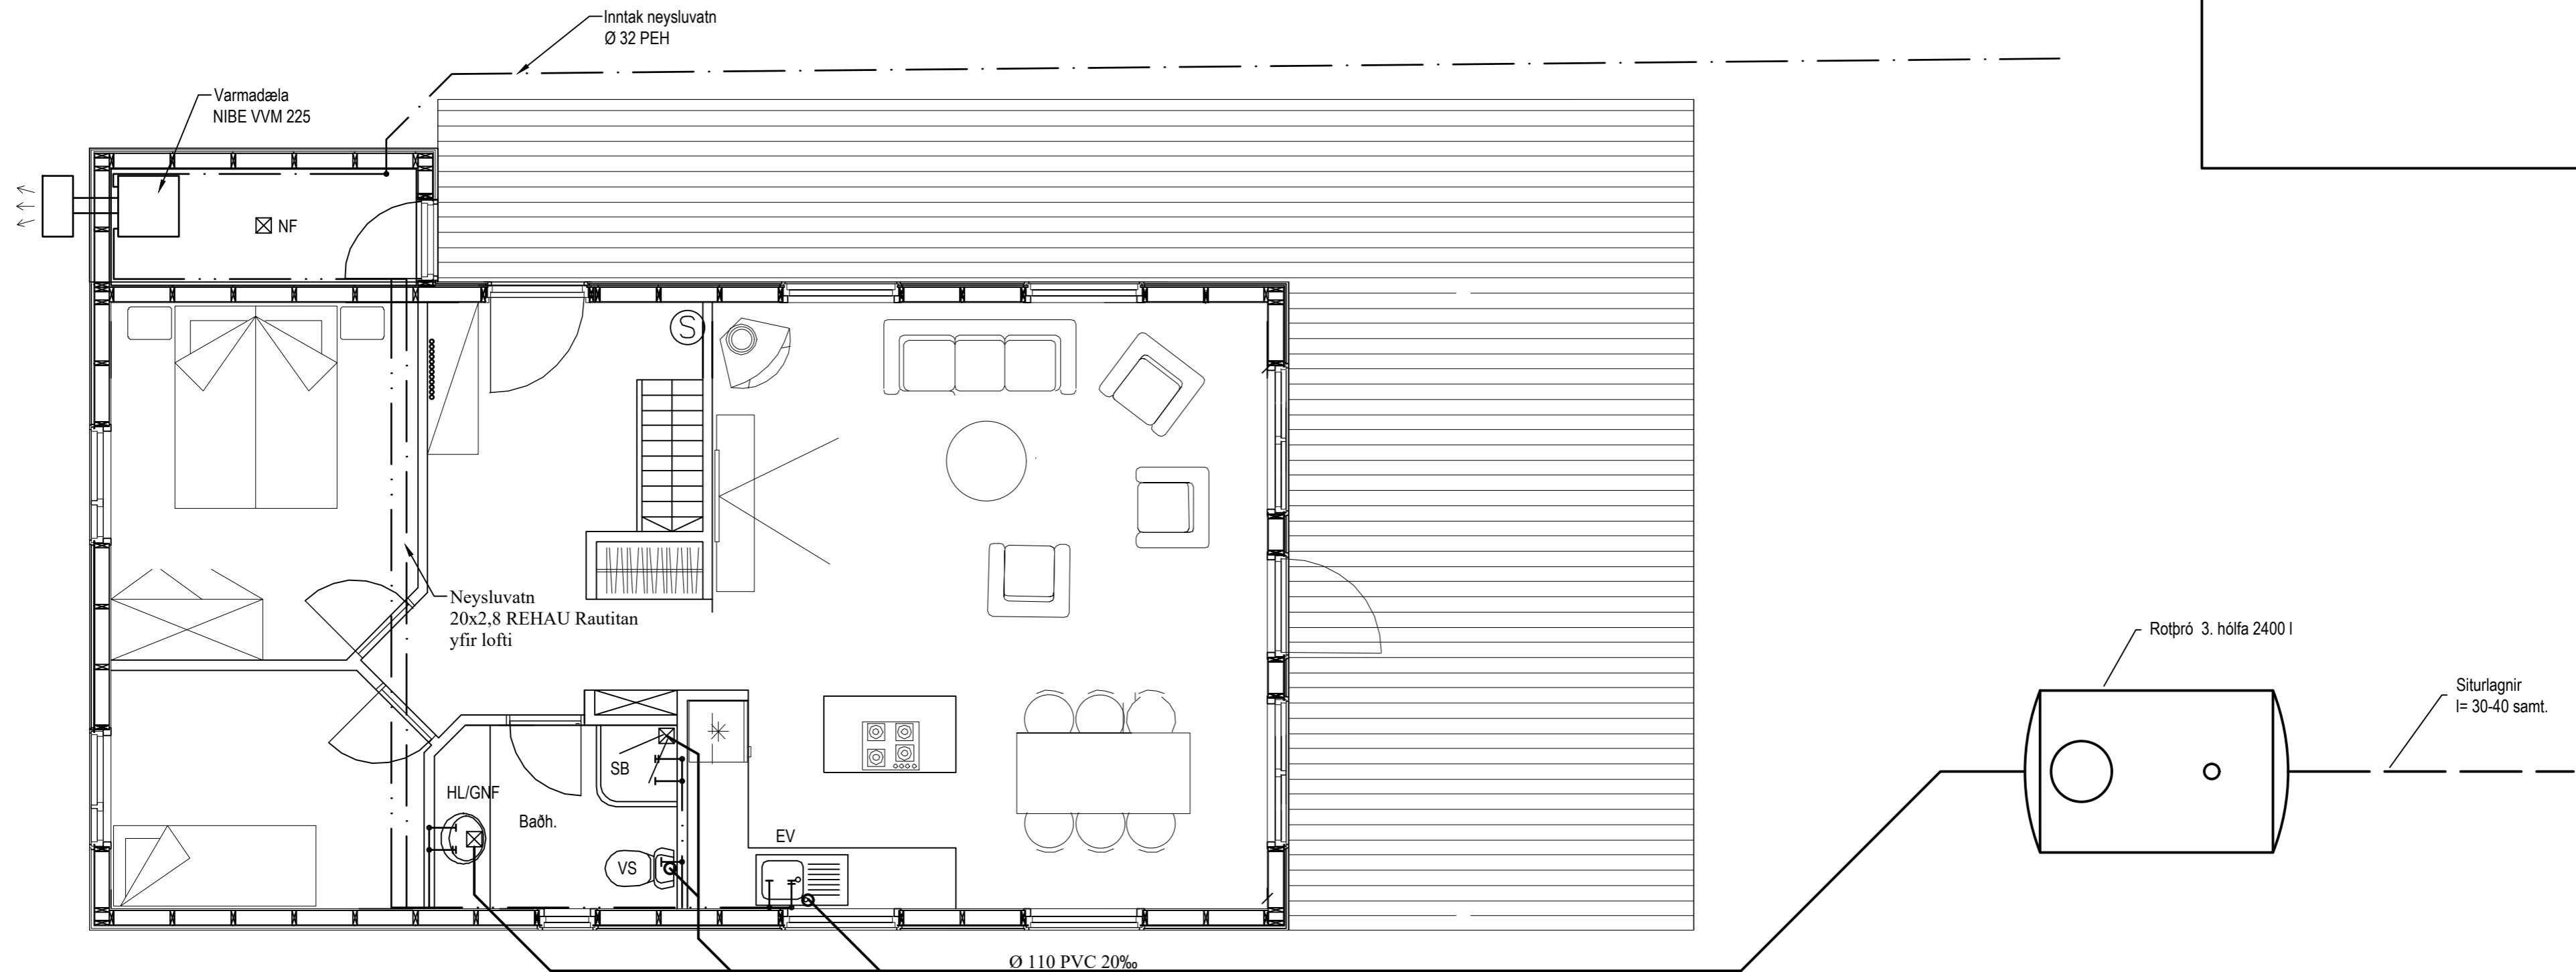 Inntak neysluvatn
Ø 32 PEH
Varmadæla
NIBE VVM 225
NF
S
Neysluvatn
20x2,8 REHAU Rautitan
yfir lofti
Rotþró 3. hólfa 2400 l
Siturlagnir
l= 30-40 samt.
SB
HL/GNF
Baðh.
EV
VS
Ø 110 PVC 20‰